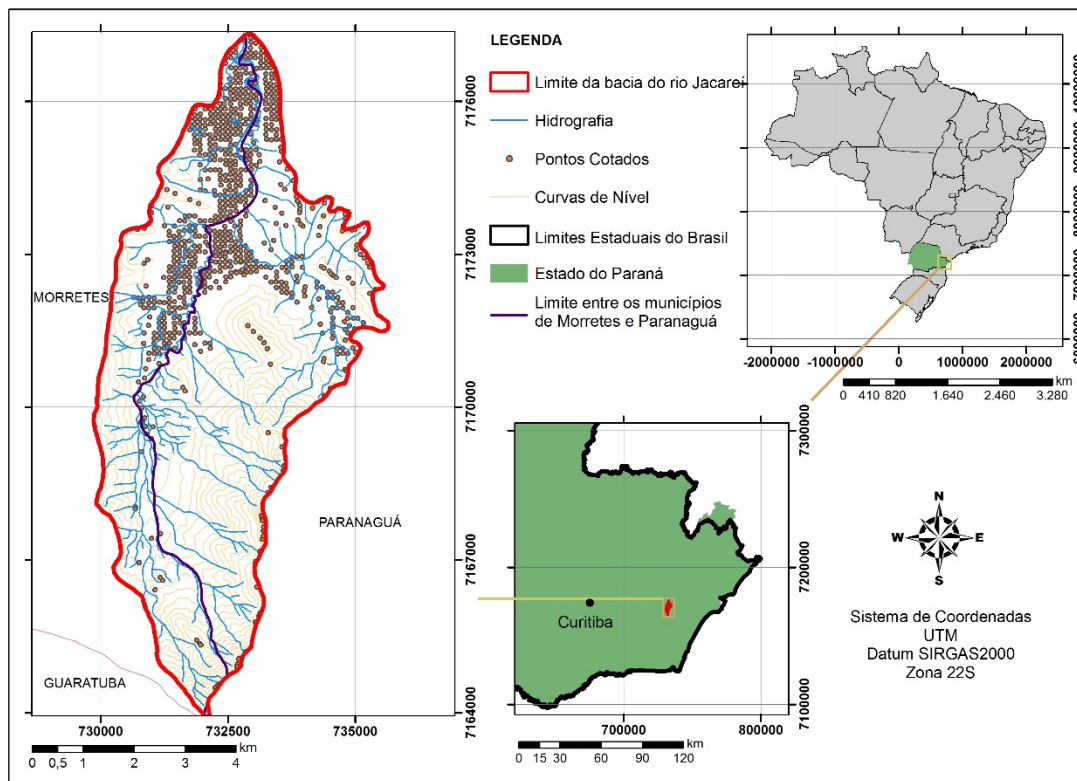 MORRETES
PARANAGUÁ
GUARATUBA
7176000
7173000
7170000
7167000
7164000
730000
732500
735000
km
0 0,5 1 2 3 4
LEGENDA
Limite da bacia do rio Jacareí
Hidrografia
Pontos Cotados
Curvas de Nível
Limites Estaduais do Brasil
Estado do Paraná
Limite entre os municípios
de Morretes e Paranaguá
-2000000 -1000000 0 1000000 2000000
km
0 410 820 1.640 2.460 3.280
Curitiba
7300000
7200000
7100000
700000
800000
km
0 15 30 60 90 120
N
W E
S
Sistema de Coordenadas
UTM
Datum SIRGAS2000
Zona 22S